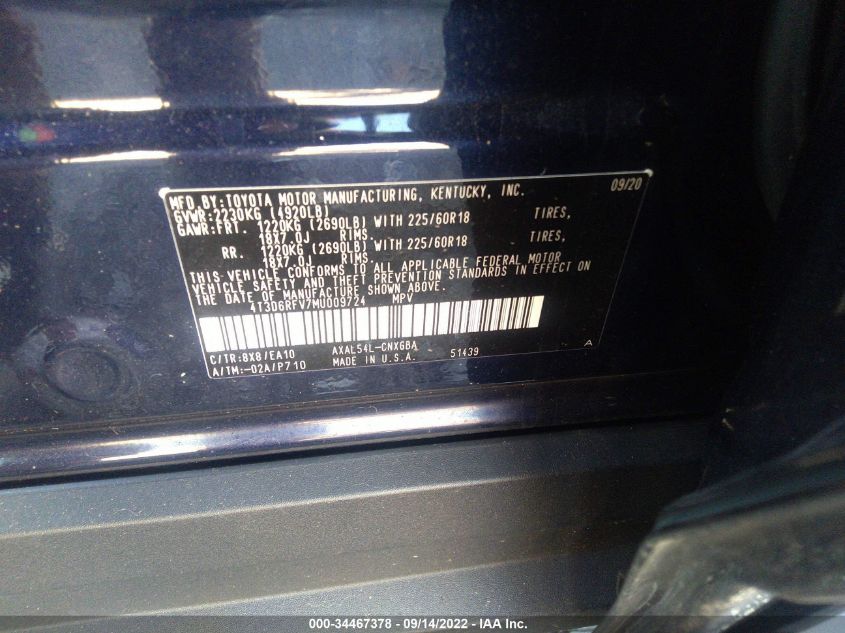 MFD. BY: TOYOTA MOTOR MANUFACTURING, KENTUCKY, INC. 09/20
GVWR: 2230KG (4920LB)
GAWR: FRT. 1220KG (2690LB) WITH 225/60R18 TIRES,
18X7.0J RIMS.
RR. 1220KG (2690LB) WITH 225/60R18 TIRES,
18X7.0J RIMS.
THIS VEHICLE CONFORMS TO ALL APPLICABLE FEDERAL MOTOR
VEHICLE SAFETY AND THEFT PREVENTION STANDARDS IN EFFECT ON
THE DATE OF MANUFACTURE SHOWN ABOVE.
4T3D6RFV7MU009724 MPV
C/TR: 8X8/EA10 AXAL54L-CNXGBA
A/TM: -02A/P710 MADE IN U.S.A. 51439 A
000-34467378 - 09/14/2022 - IAA Inc.